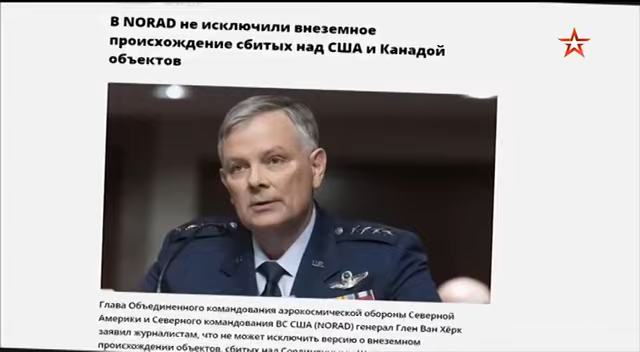 В NORAD не исключили внеземное
происхождение сбитых над США и Канадой
объектов
Глава Объединенного командования аэрокосмической обороны Северной
Америки и Северного командования ВС США (NORAD) генерал Глен Ван Хёрк
заявил журналистам, что не может исключить версию о внеземном
происхождении объектов, сбитых над